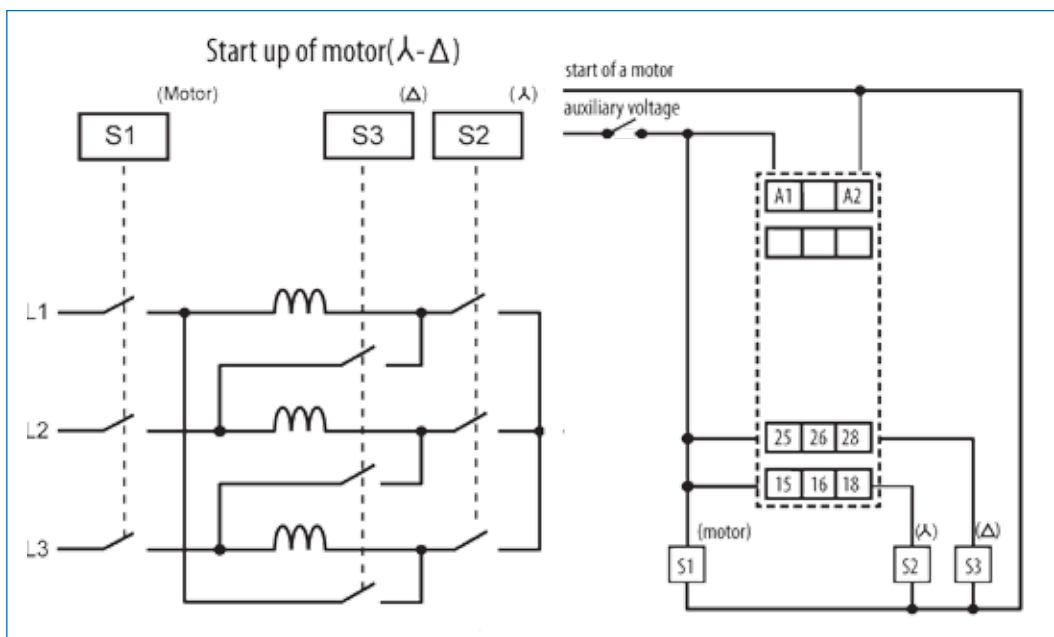 Start up of motor(⅄-Δ)
(Motor)
(Δ)
(⅄)
S1
S3
S2
L1
L2
L3
start of a motor
auxiliary voltage
A1
A2
25 26 28
15 16 18
(motor)
(⅄)
(Δ)
S1
S2
S3